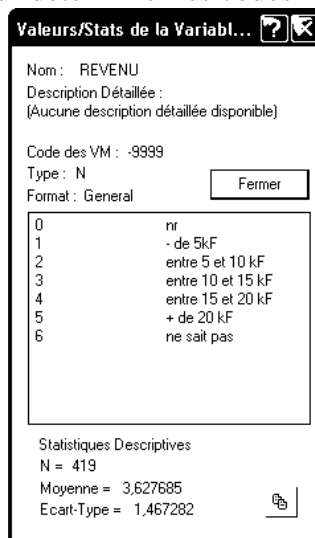 Valeurs/Stats de la Variabl...
Nom : REVENU
Description Détaillée :
(Aucune description détaillée disponible)
Code des VM : -9999
Type : N
Format : General
Fermer
0 nr
1 - de 5kF
2 entre 5 et 10 kF
3 entre 10 et 15 kF
4 entre 15 et 20 kF
5 + de 20 kF
6 ne sait pas
Statistiques Descriptives
N = 419
Moyenne = 3,627685
Ecart-Type = 1,467282